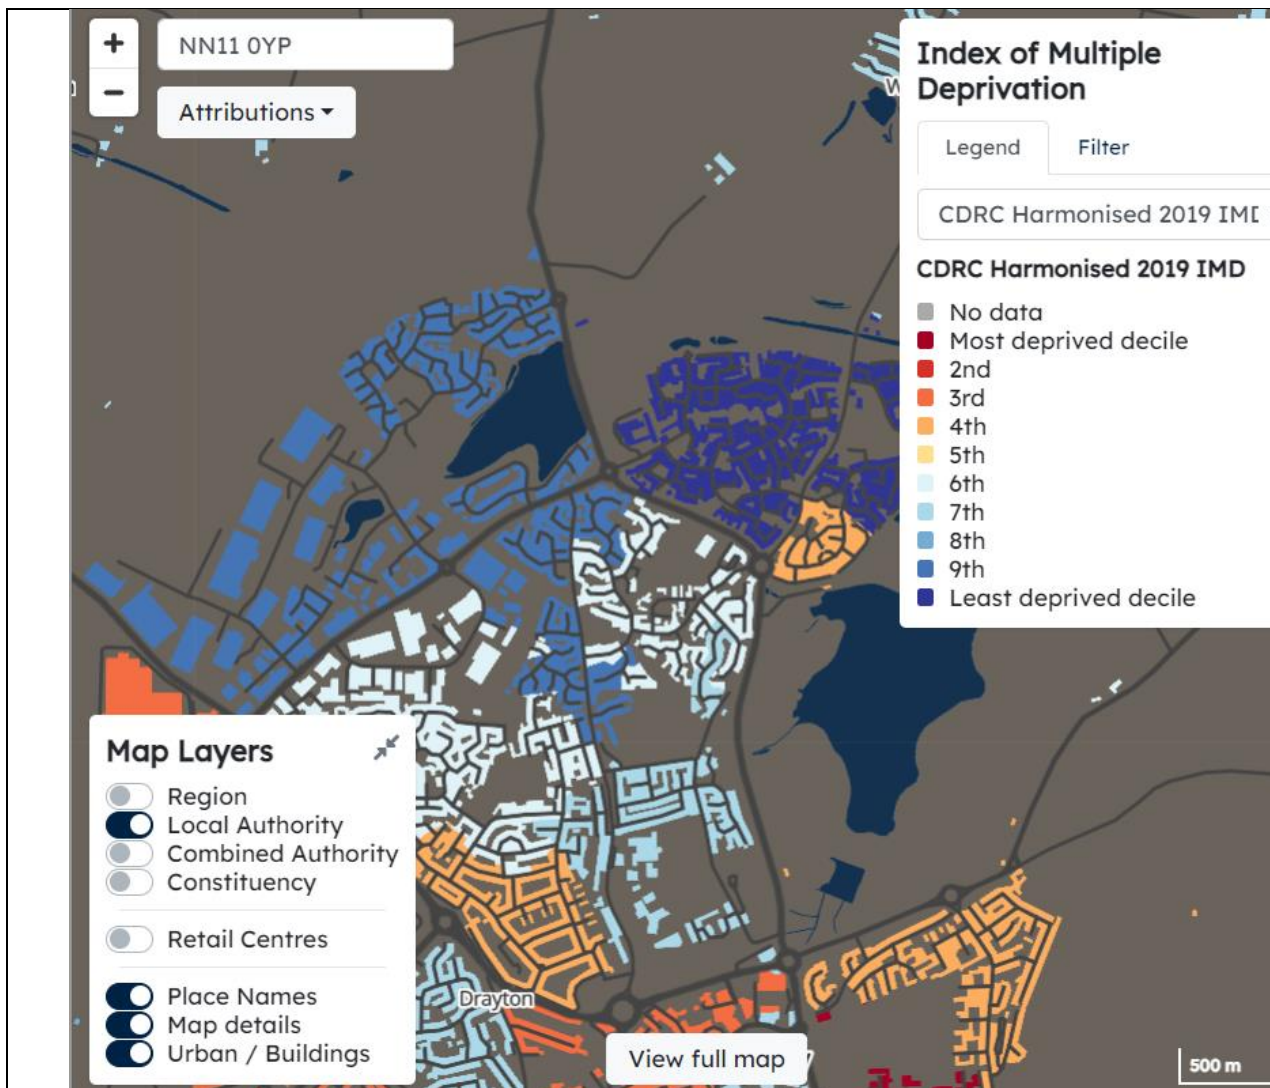 +
NN11 0YP
−
Attributions
Index of Multiple
Deprivation
Legend
Filter
CDRC Harmonised 2019 IMD
CDRC Harmonised 2019 IMD
No data
Most deprived decile
2nd
3rd
4th
5th
6th
7th
8th
9th
Least deprived decile
Map Layers
Region
Local Authority
Combined Authority
Constituency
Retail Centres
Place Names
Map details
Urban / Buildings
Drayton
View full map
500 m